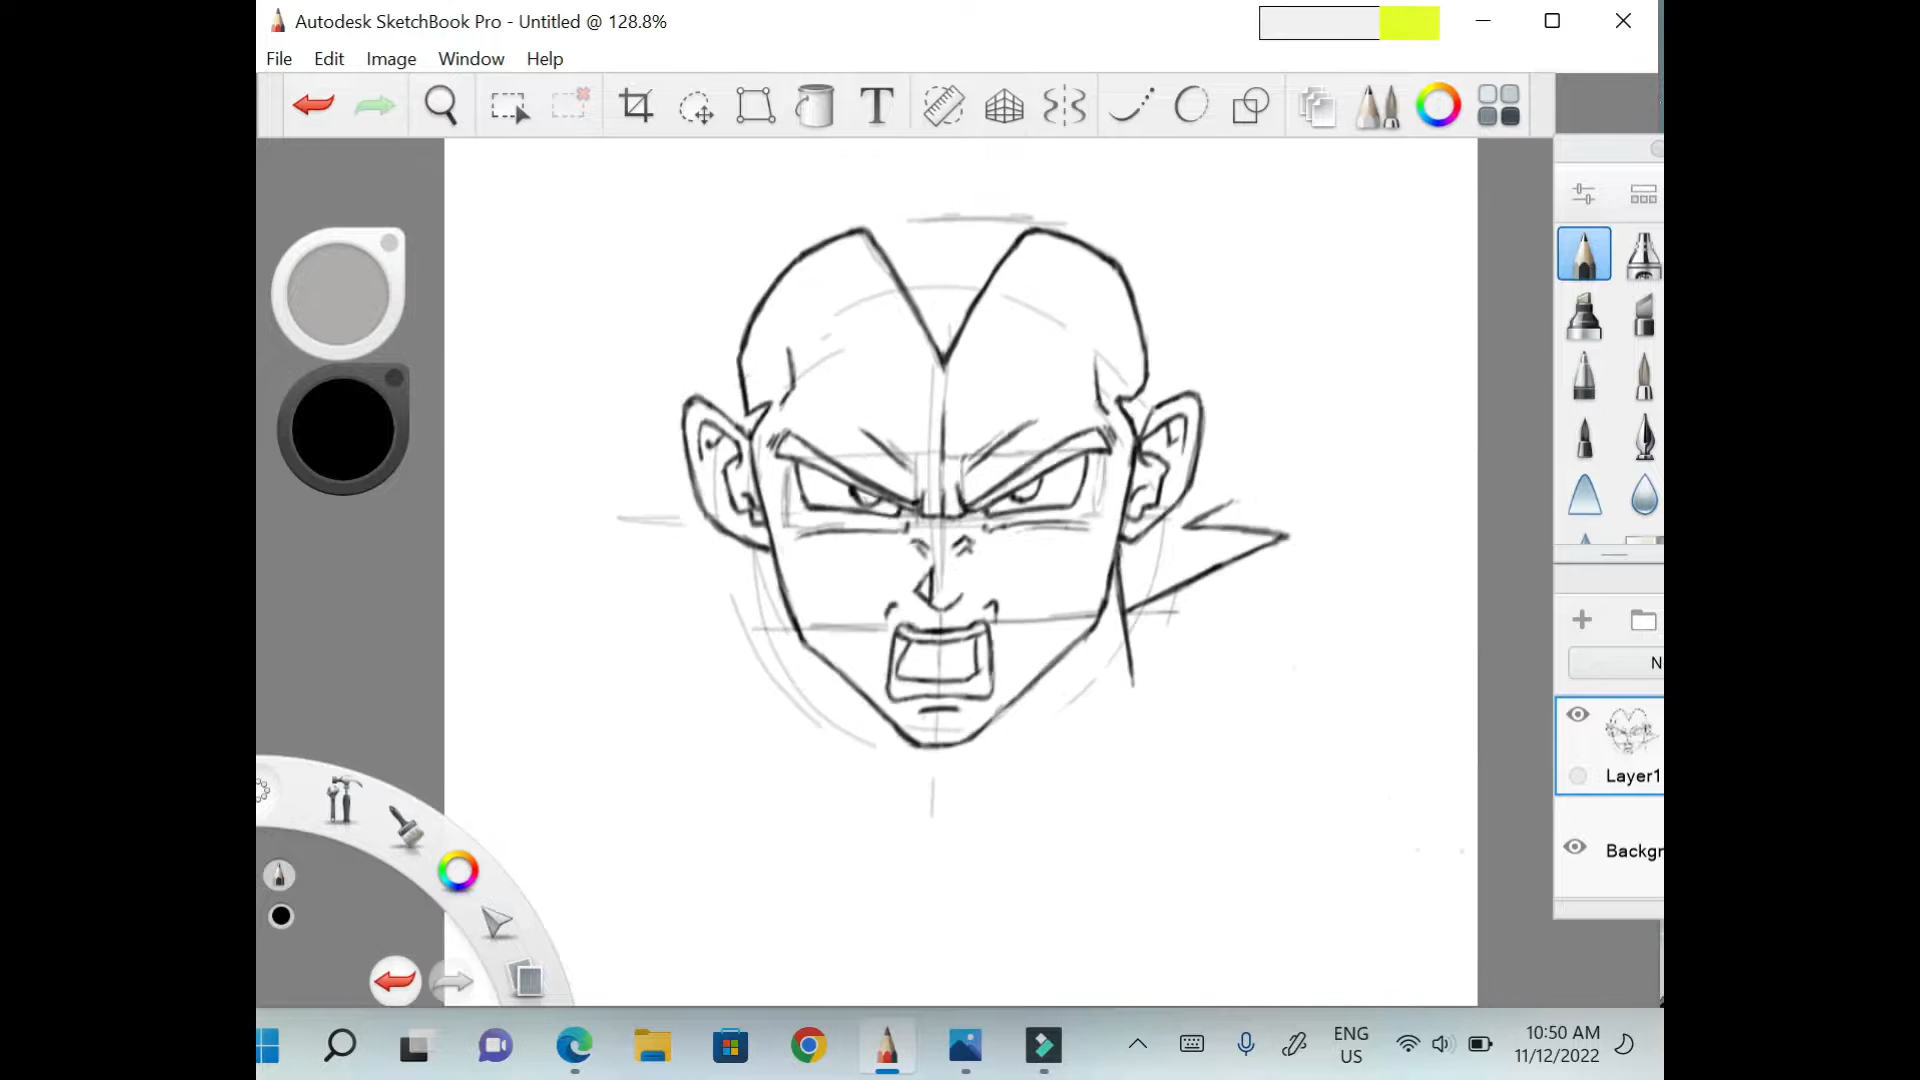 Autodesk SketchBook Pro - Untitled @ 128.8%
File Edit Image Window Help
T
N
Layer1
Backgr
ENG
US
10:50 AM
11/12/2022